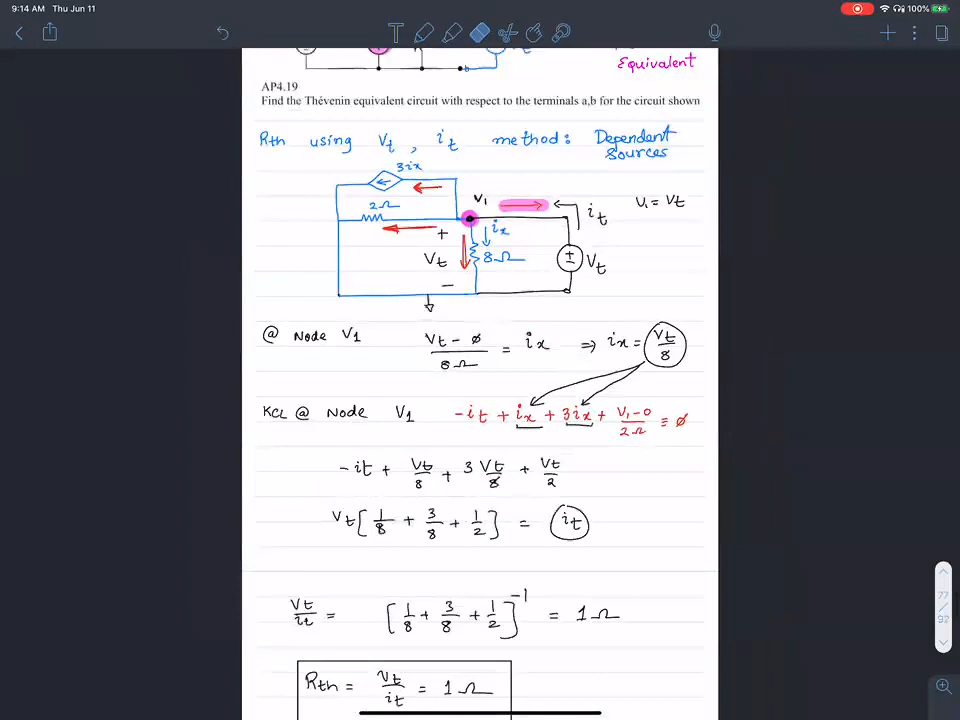 9:14 AM Thu Jun 11
100%
Equivalent
b
AP4.19
Find the Thévenin equivalent circuit with respect to the terminals a,b for the circuit shown
Rth using Vt , it method: Dependent Sources
3ix
2Ω
V1
it
V1 = Vt
+
Vt
−
ix
8Ω
±
Vt
@ Node V1 (Vt − ø)/8Ω = ix ⇒ ix = Vt/8
KCL @ Node V1 −it + ix + 3ix + (V1−0)/2Ω = ø
−it + Vt/8 + 3 Vt/8 + Vt/2
Vt [1/8 + 3/8 + 1/2] = it
Vt/it = [1/8 + 3/8 + 1/2]^−1 = 1Ω
Rth = Vt/it = 1Ω
77
/
92